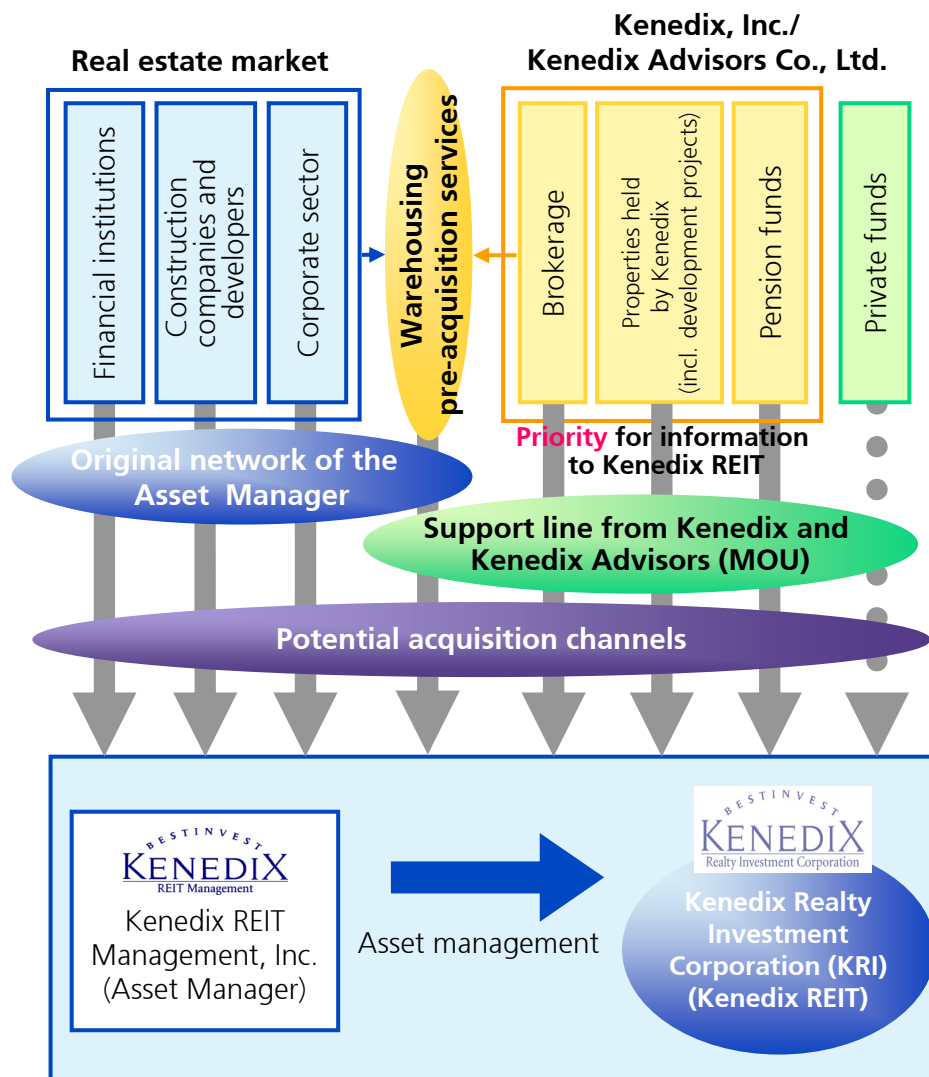 Real estate market
Kenedix, Inc./
Kenedix Advisors Co., Ltd.
Financial institutions
Construction
companies and
developers
Corporate sector
Warehousing
pre-acquisition services
Brokerage
Properties held
by Kenedix
(incl. development projects)
Pension funds
Private funds
Priority for information
to Kenedix REIT
Original network of the
Asset Manager
Support line from Kenedix and
Kenedix Advisors (MOU)
Potential acquisition channels
BESTINVEST
KENEDIX
REIT Management
Kenedix REIT
Management, Inc.
(Asset Manager)
Asset management
BESTINVEST
KENEDIX
Realty Investment Corporation
Kenedix Realty
Investment
Corporation (KRI)
(Kenedix REIT)